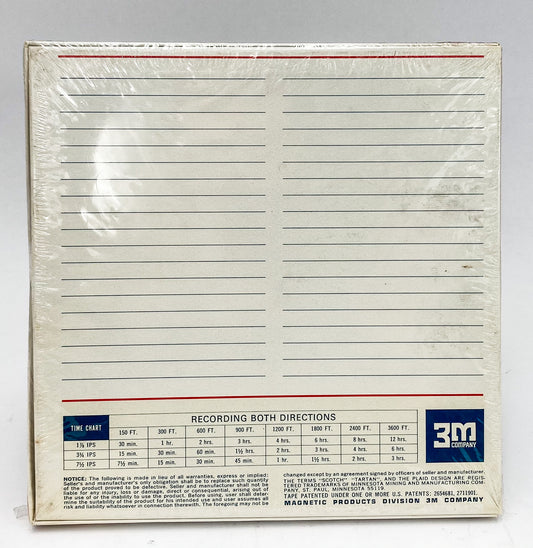 RECORDING BOTH DIRECTIONS
TIME CHART 150 FT. 300 FT. 600 FT. 900 FT. 1200 FT. 1800 FT. 2400 FT. 3600 FT.
1⅞ IPS 30 min. 1 hr. 2 hrs. 3 hrs. 4 hrs. 6 hrs. 8 hrs. 12 hrs.
3¾ IPS 15 min. 30 min. 60 min. 1½ hrs. 2 hrs. 3 hrs. 4 hrs. 6 hrs.
7½ IPS 7½ min. 15 min. 30 min. 45 min. 1 hr. 1½ hrs. 2 hrs. 3 hrs.
3M
COMPANY
NOTICE: The following is made in lieu of all warranties, express or implied:
Seller's and manufacturer's only obligation shall be to replace such quantity
of the product proved to be defective. Seller and manufacturer shall not be
liable for any injury, loss or damage, direct or consequential, arising out of
the use of or the inability to use the product. Before using, user shall deter-
mine the suitability of the product for his intended use and user assumes all
risk and liability whatsoever in connection therewith. The foregoing may not be
changed except by an agreement signed by officers of seller and manufacturer.
THE TERMS "SCOTCH" "TARTAN", AND THE PLAID DESIGN ARE REGIS-
TERED TRADEMARKS OF MINNESOTA MINING AND MANUFACTURING COM-
PANY, ST. PAUL, MINNESOTA 55119.
TAPE PATENTED UNDER ONE OR MORE U.S. PATENTS: 2654681, 2711901.
MAGNETIC PRODUCTS DIVISION 3M COMPANY